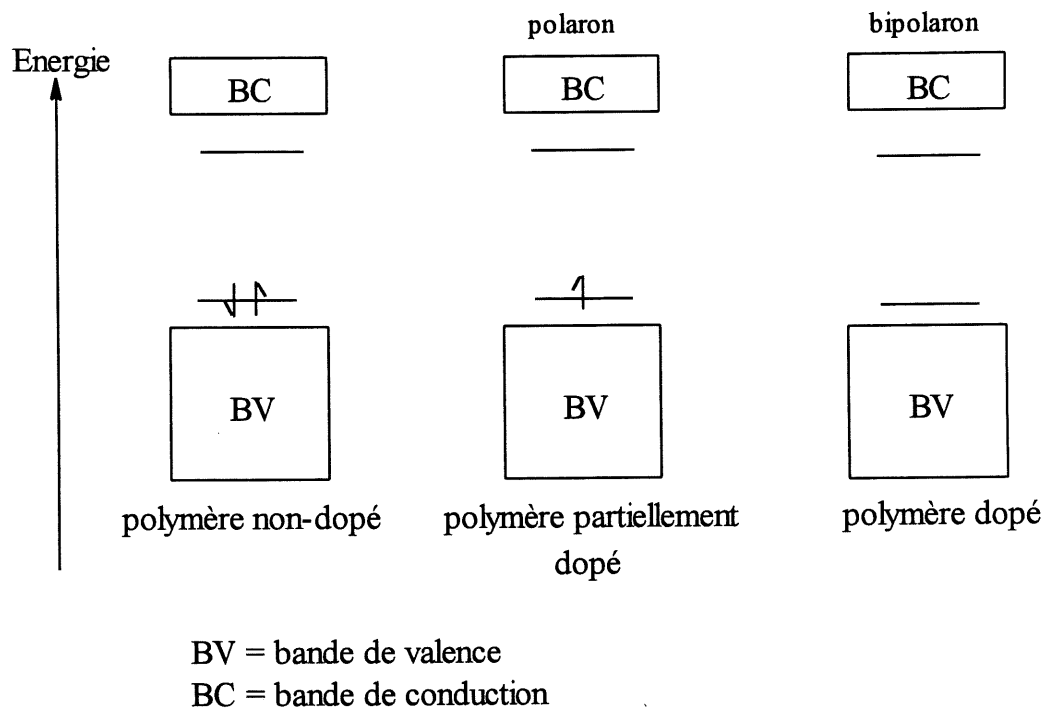 polaron
bipolaron
Energie
BC
BC
BC
BV
BV
BV
polymère non-dopé
polymère partiellement
dopé
polymère dopé
BV = bande de valence
BC = bande de conduction